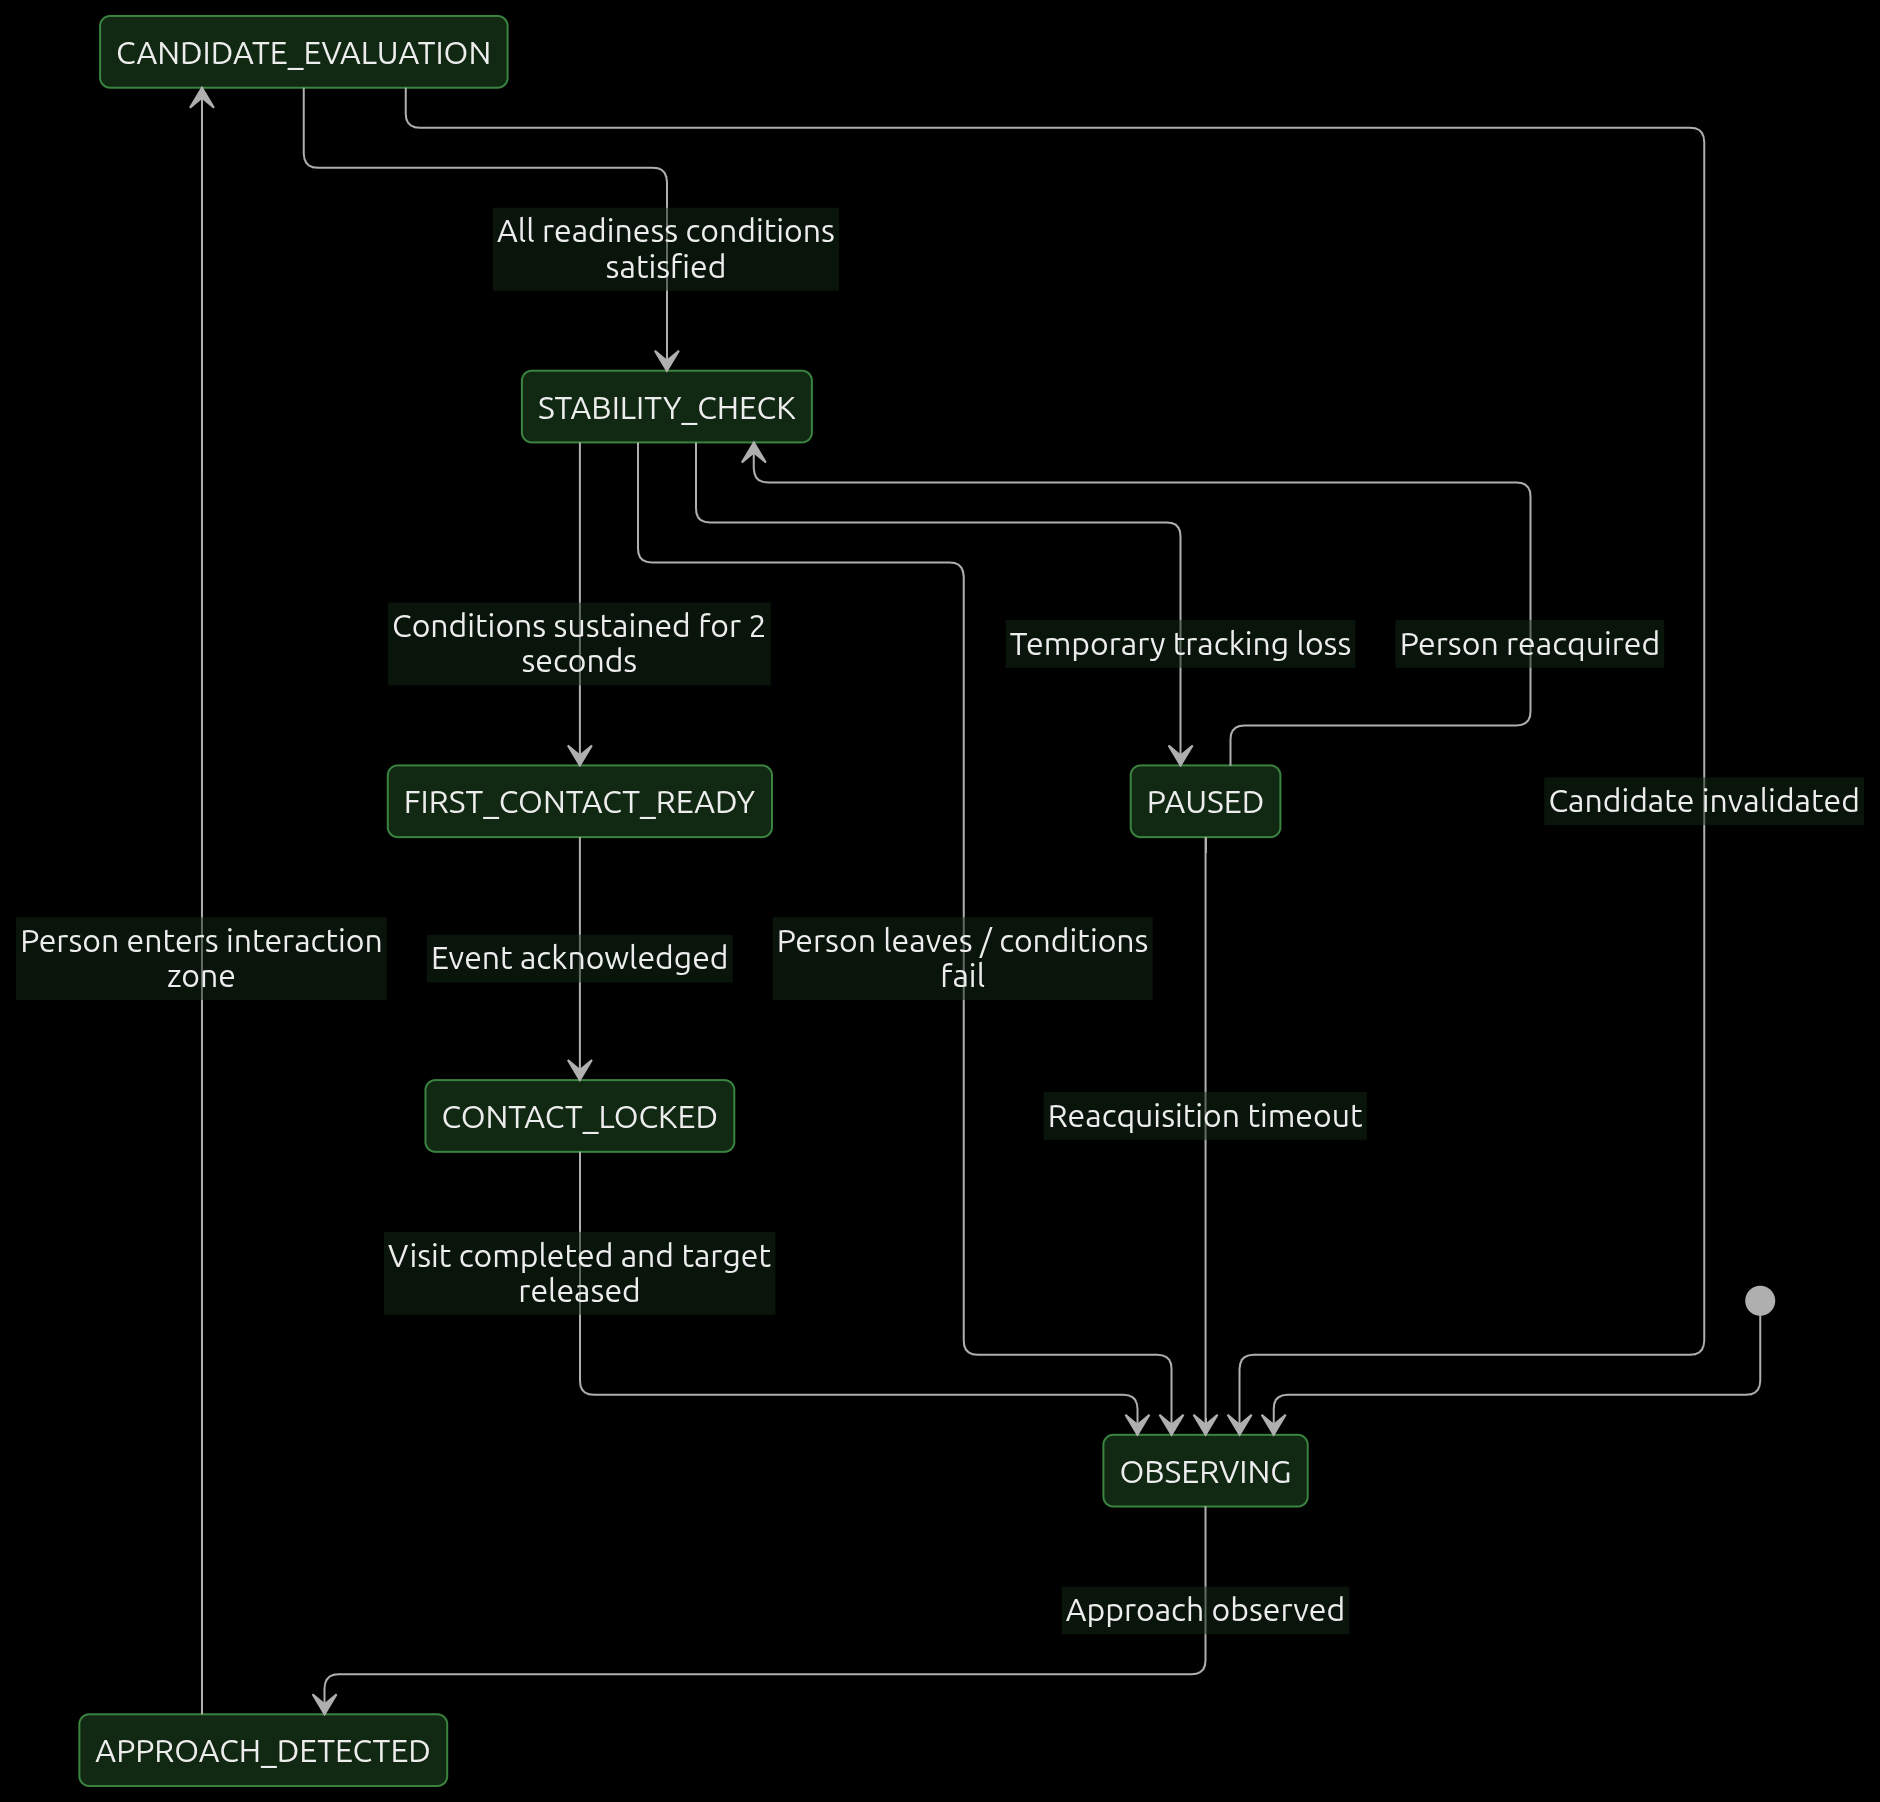 CANDIDATE_EVALUATION
All readiness conditions
satisfied
STABILITY_CHECK
Conditions sustained for 2
seconds
Temporary tracking loss
Person reacquired
FIRST_CONTACT_READY
PAUSED
Candidate invalidated
Person enters interaction
zone
Event acknowledged
Person leaves / conditions
fail
CONTACT_LOCKED
Reacquisition timeout
Visit completed and target
released
OBSERVING
Approach observed
APPROACH_DETECTED